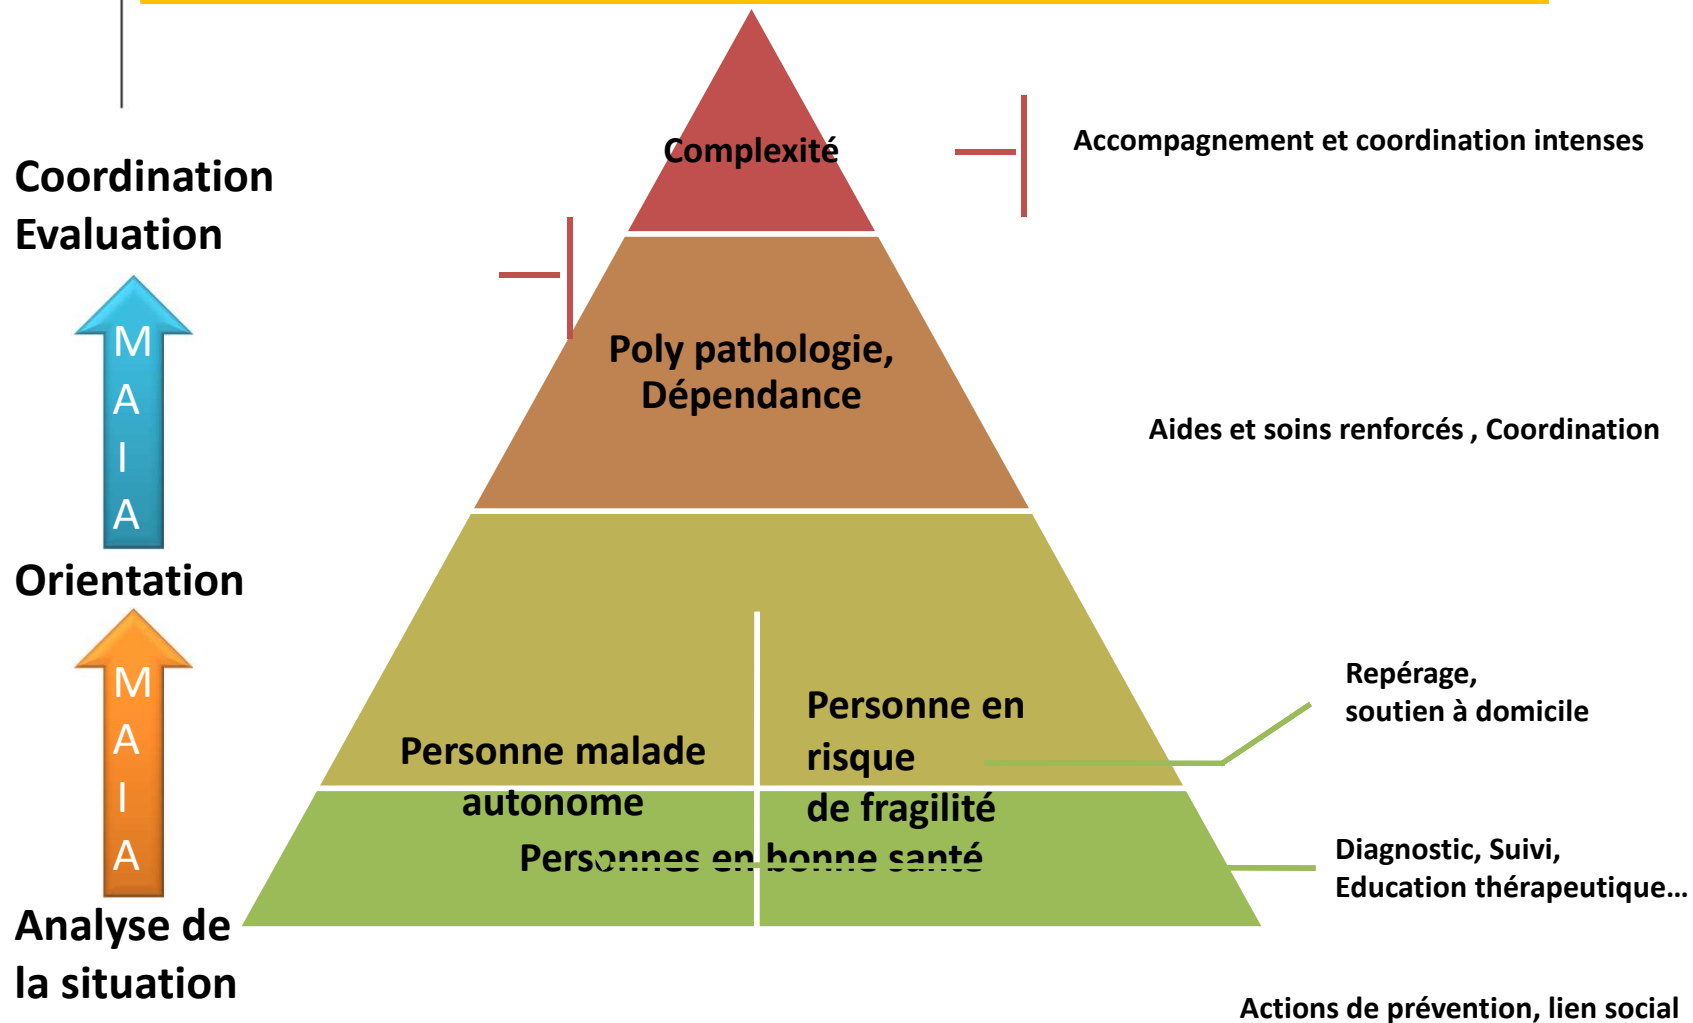 Complexité
Accompagnement et coordination intenses
Coordination
Evaluation
M
A
I
A
Poly pathologie,
Dépendance
Aides et soins renforcés , Coordination
Orientation
M
A
I
A
Personne malade
autonome
Personne en
risque
de fragilité
Repérage,
soutien à domicile
Personnes en bonne santé
Diagnostic, Suivi,
Education thérapeutique…
Analyse de
la situation
Actions de prévention, lien social